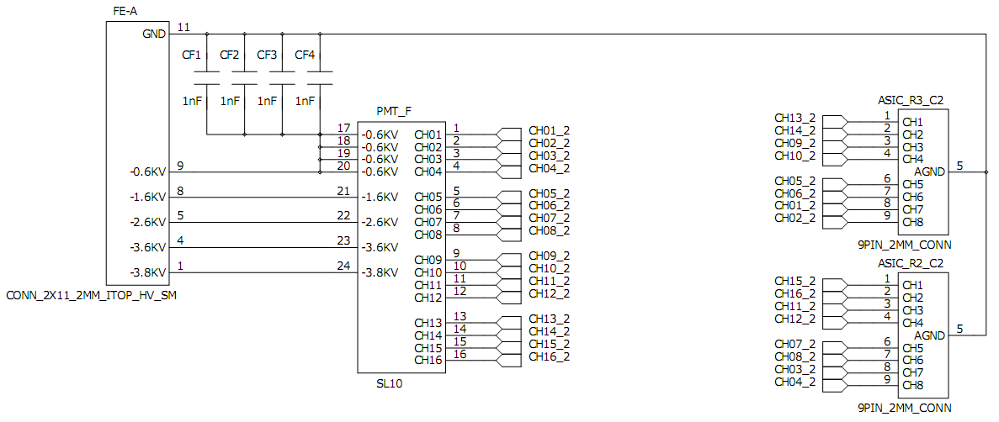 FE-A
GND 11
CF1 CF2 CF3 CF4
1nF 1nF 1nF 1nF
-0.6KV 9
-1.6KV 8
-2.6KV 5
-3.6KV 4
-3.8KV 1
CONN_2X11_2MM_ITOP_HV_SM
PMT_F
17 -0.6KV CH01 1 CH01_2
18 -0.6KV CH02 2 CH02_2
19 -0.6KV CH03 3 CH03_2
20 -0.6KV CH04 4 CH04_2
21 -1.6KV CH05 5 CH05_2
CH06 6 CH06_2
22 -2.6KV CH07 7 CH07_2
CH08 8 CH08_2
23 -3.6KV CH09 9 CH09_2
24 -3.8KV CH10 10 CH10_2
CH11 11 CH11_2
CH12 12 CH12_2
CH13 13 CH13_2
CH14 14 CH14_2
CH15 15 CH15_2
CH16 16 CH16_2
SL10
ASIC_R3_C2
CH13_2 1 CH1
CH14_2 2 CH2
CH09_2 3 CH3
CH10_2 4 CH4
AGND 5
CH05_2 6 CH5
CH06_2 7 CH6
CH01_2 8 CH7
CH02_2 9 CH8
9PIN_2MM_CONN
ASIC_R2_C2
CH15_2 1 CH1
CH16_2 2 CH2
CH11_2 3 CH3
CH12_2 4 CH4
AGND 5
CH07_2 6 CH5
CH08_2 7 CH6
CH03_2 8 CH7
CH04_2 9 CH8
9PIN_2MM_CONN